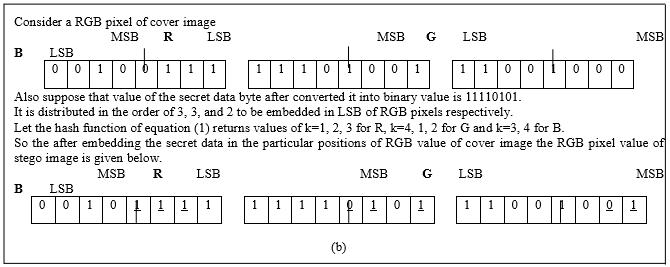 Consider a RGB pixel of cover image
MSB R LSB MSB G LSB MSB
B LSB
0 0 1 0 0 1 1 1 1 1 1 0 1 0 0 1 1 1 0 0 1 0 0 0
Also suppose that value of the secret data byte after converted it into binary value is 11110101.
It is distributed in the order of 3, 3, and 2 to be embedded in LSB of RGB pixels respectively.
Let the hash function of equation (1) returns values of k=1, 2, 3 for R, k=4, 1, 2 for G and k=3, 4 for B.
So the after embedding the secret data in the particular positions of RGB value of cover image the RGB pixel value of
stego image is given below.
MSB R LSB MSB G LSB MSB
B LSB
0 0 1 0 1 1 1 1 1 1 1 1 0 1 0 1 1 1 0 0 1 0 0 1
(b)